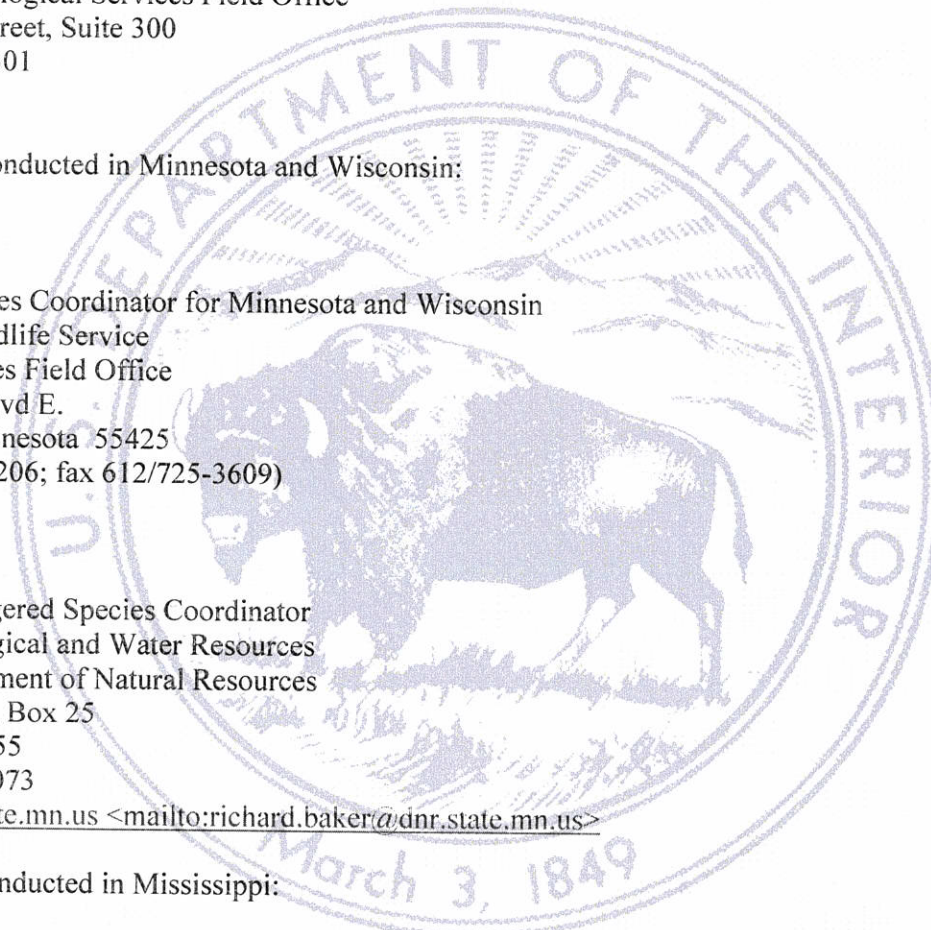 ological Services Field Office
reet, Suite 300
01
onducted in Minnesota and Wisconsin:
es Coordinator for Minnesota and Wisconsin
dlife Service
es Field Office
vd E.
nesota 55425
206; fax 612/725-3609)
gered Species Coordinator
gical and Water Resources
ment of Natural Resources
Box 25
55
073
te.mn.us <mailto:richard.baker@dnr.state.mn.us>
nducted in Mississippi:
U.S. DEPARTMENT OF THE INTERIOR
March 3, 1849